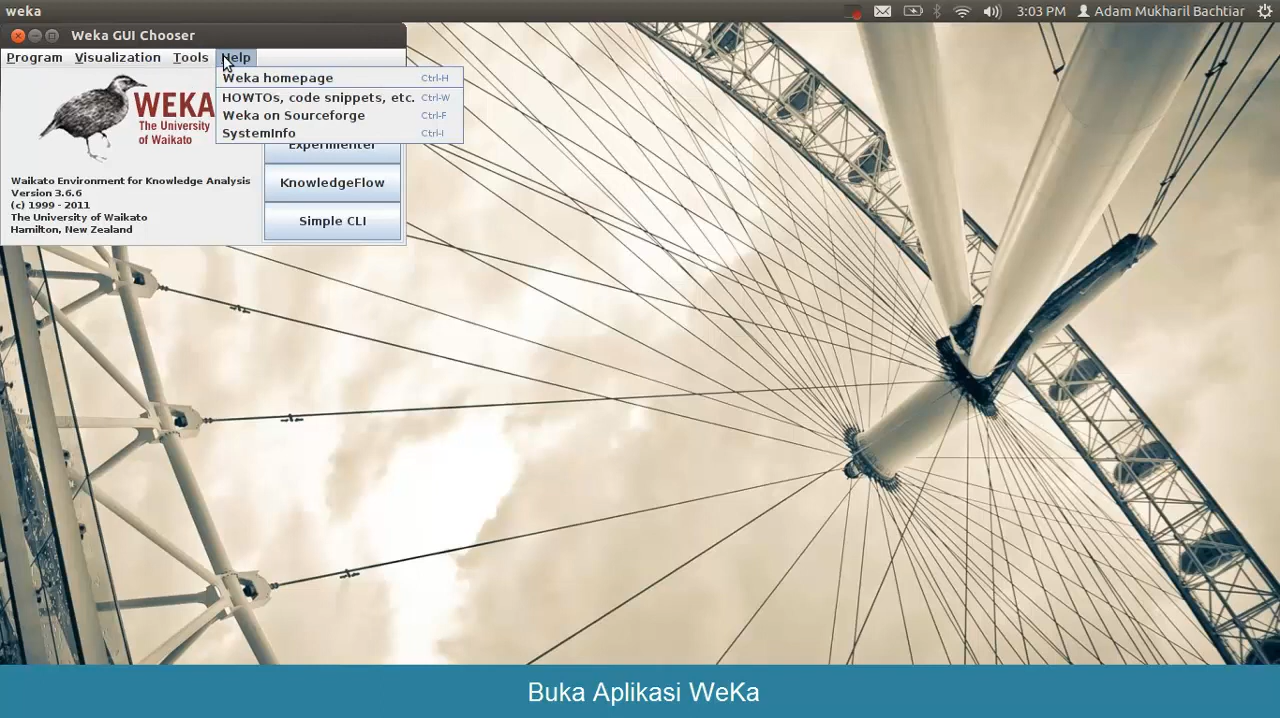 weka
3:03 PM
Adam Mukharil Bachtiar
Weka GUI Chooser
Program
Visualization
Tools
Help
Weka homepage Ctrl-H
HOWTOs, code snippets, etc. Ctrl-W
Weka on Sourceforge Ctrl-F
SystemInfo Ctrl-I
WEKA
The University
of Waikato
Experimenter
KnowledgeFlow
Simple CLI
Waikato Environment for Knowledge Analysis
Version 3.6.6
(c) 1999 - 2011
The University of Waikato
Hamilton, New Zealand
Buka Aplikasi WeKa